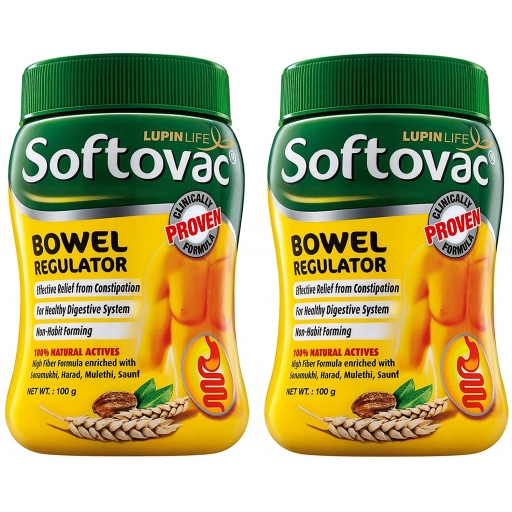 LUPIN LIFE
Softovac®
CLINICALLY
PROVEN
FORMULA
BOWEL
REGULATOR
Effective Relief from Constipation
For Healthy Digestive System
Non-Habit Forming
100% NATURAL ACTIVES
High Fiber Formula enriched with
Sonamukhi, Harad, Mulethi, Saunf
NET WT. : 100 g
LUPIN LIFE
Softovac®
CLINICALLY
PROVEN
FORMULA
BOWEL
REGULATOR
Effective Relief from Constipation
For Healthy Digestive System
Non-Habit Forming
100% NATURAL ACTIVES
High Fiber Formula enriched with
Sonamukhi, Harad, Mulethi, Saunf
NET WT. : 100 g